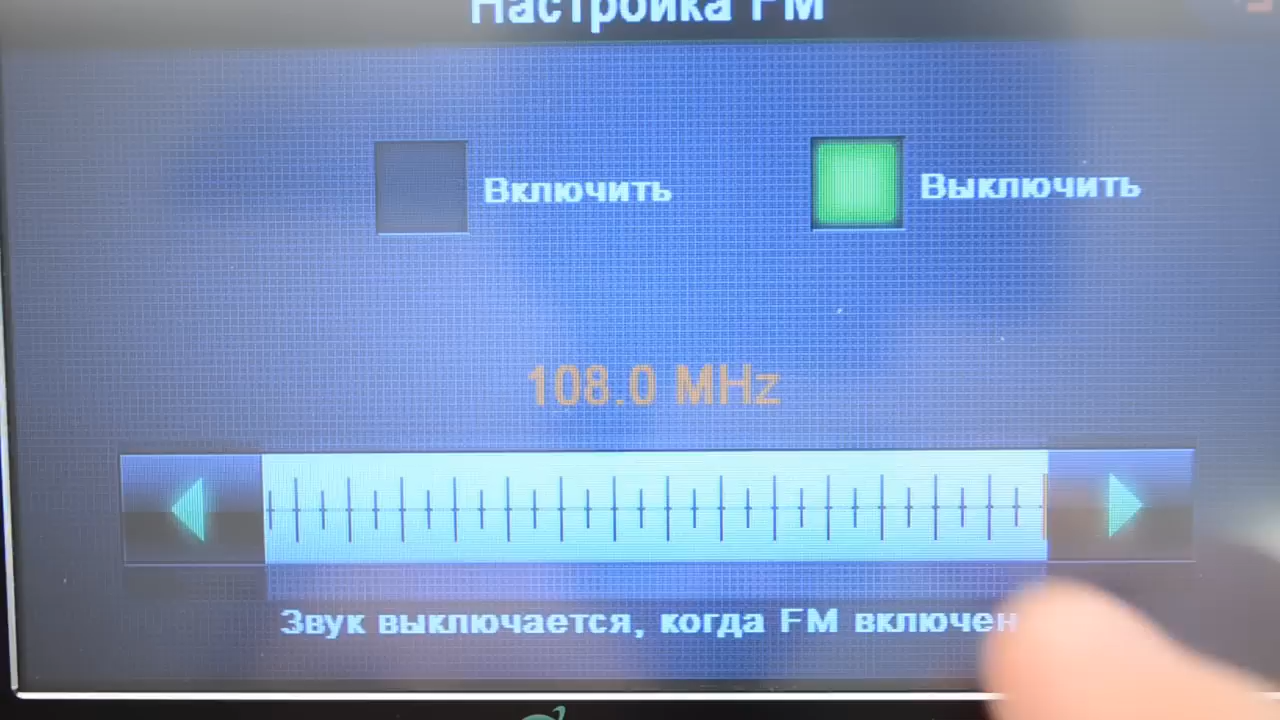 Настройка FM
Включить
Выключить
108.0 MHz
Звук выключается, когда FM включен